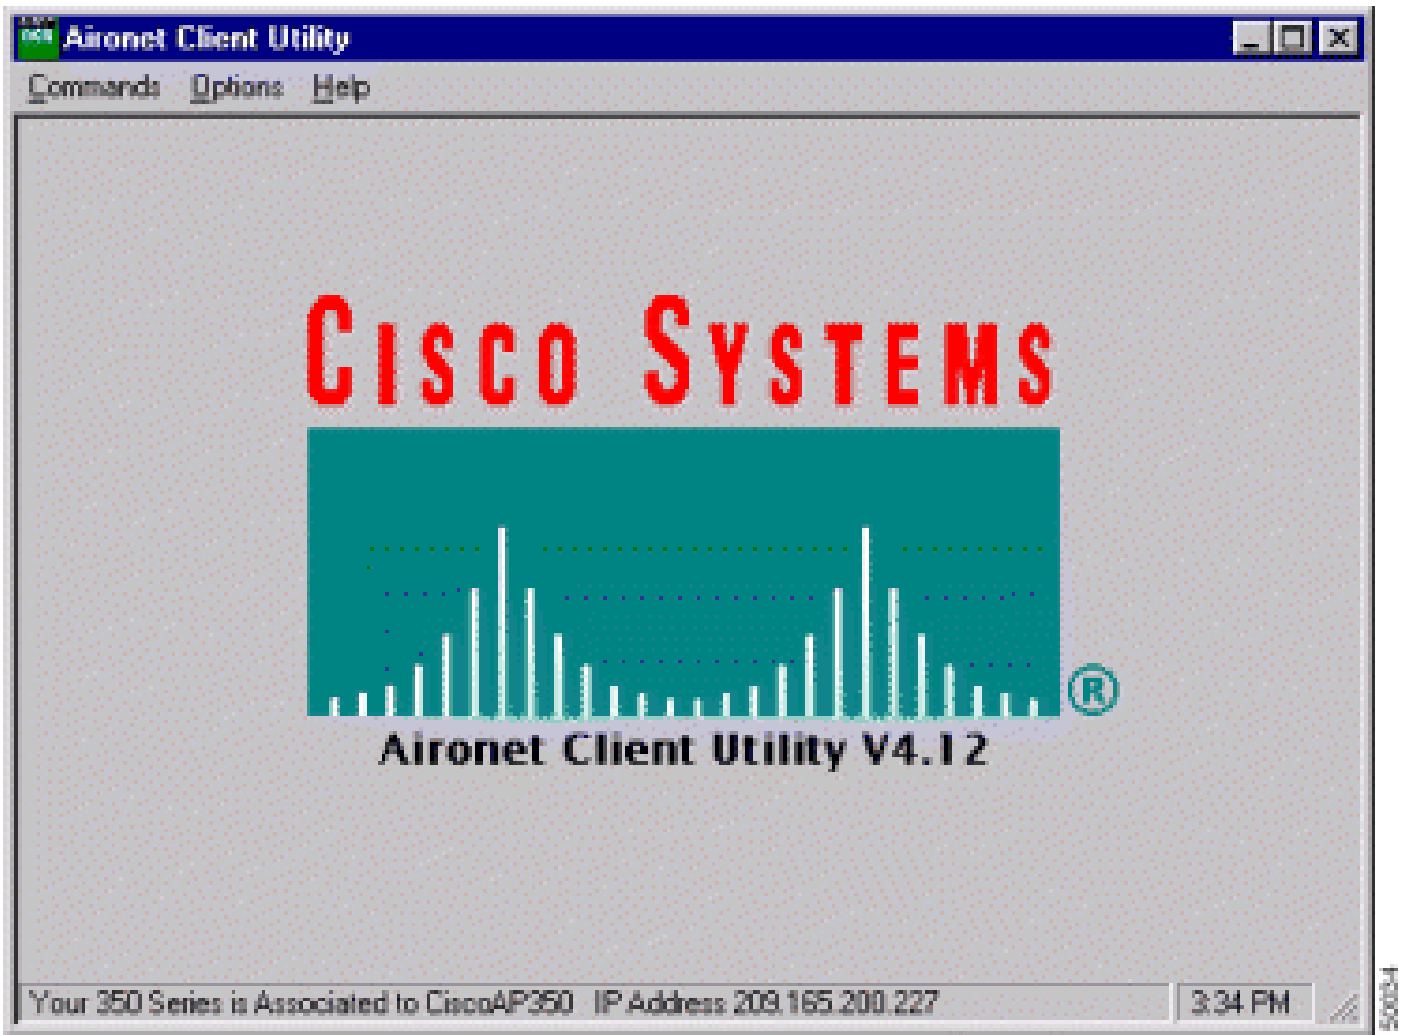 Aironet Client Utility
Commands Options Help
CISCO SYSTEMS
®
Aironet Client Utility V4.12
Your 350 Series is Associated to CiscoAP350 IP Address 209.165.200.227
3:34 PM